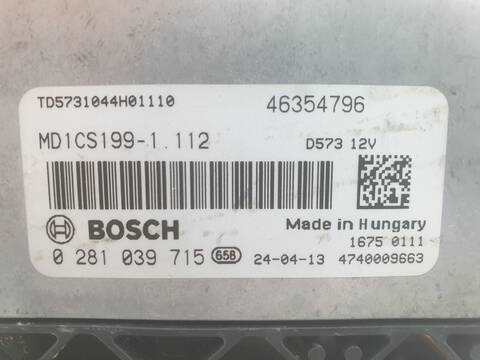 TD5731044H01110 46354796
MD1CS199-1.112 D573 12V
BOSCH Made in Hungary
1675 0111
0 281 039 715 658 24-04-13 4740009663